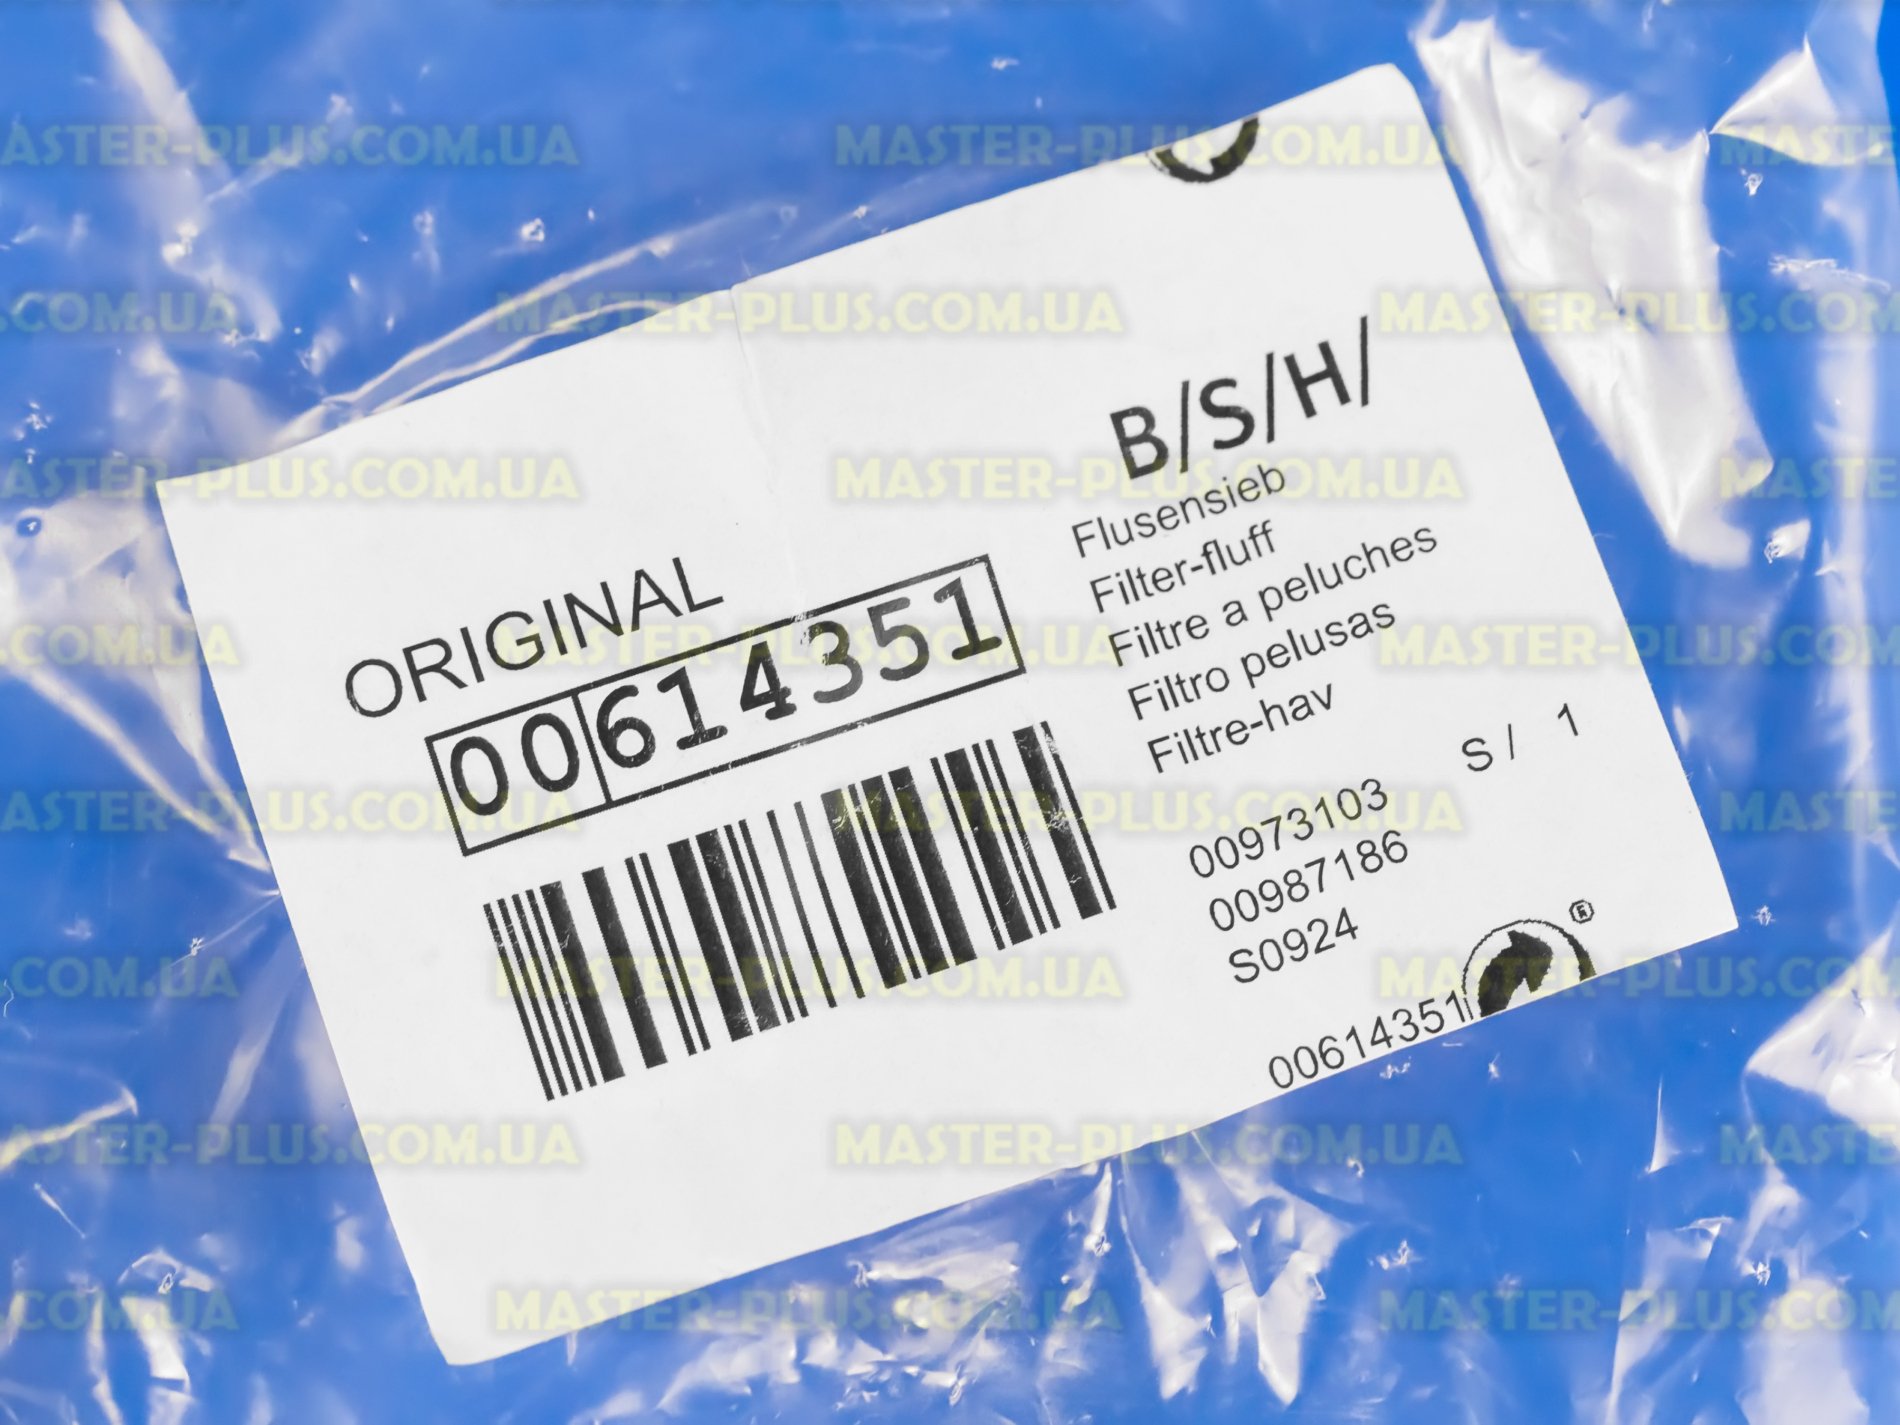 B/S/H/
Flusensieb
Filter-fluff
Filtre a peluches
Filtro pelusas
Filtre-hav
ORIGINAL
00614351
S/ 1
00973103
00987186
S0924
00614351
MASTER-PLUS.COM.UA